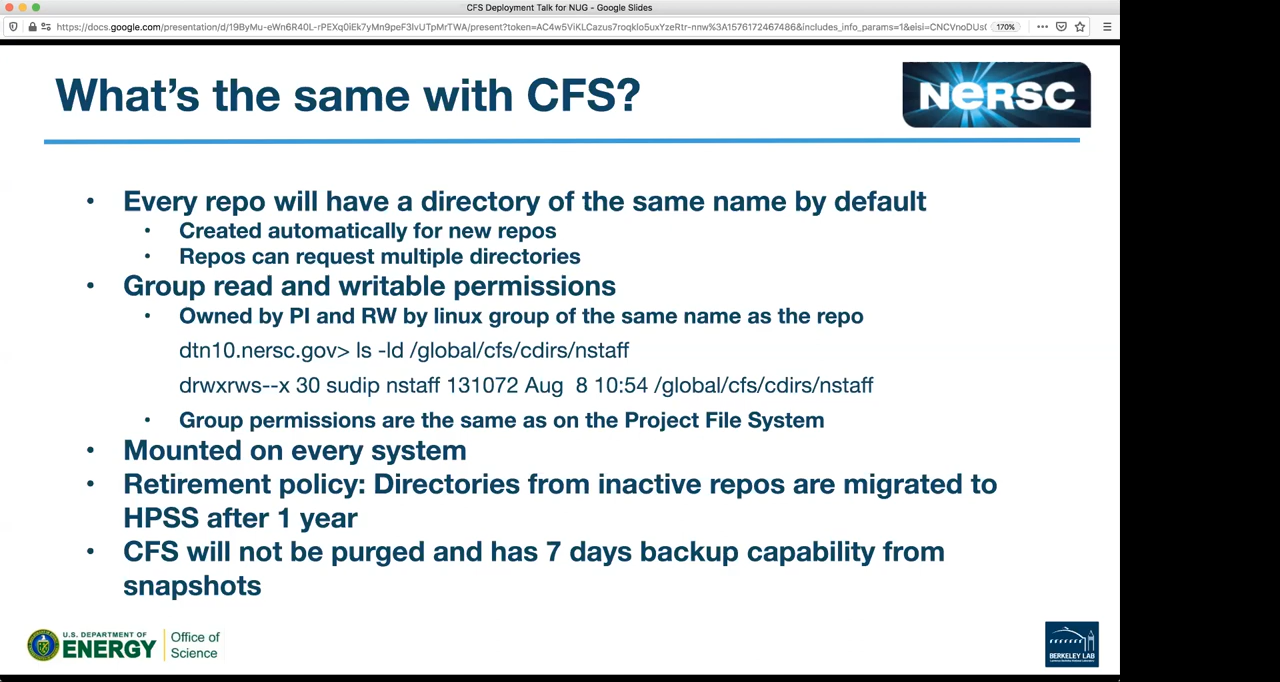 CFS Deployment Talk for NUG - Google Slides
170%
What's the same with CFS?
NERSC
• Every repo will have a directory of the same name by default
• Created automatically for new repos
• Repos can request multiple directories
• Group read and writable permissions
• Owned by PI and RW by linux group of the same name as the repo
dtn10.nersc.gov> ls -ld /global/cfs/cdirs/nstaff
drwxrws--x 30 sudip nstaff 131072 Aug  8 10:54 /global/cfs/cdirs/nstaff
• Group permissions are the same as on the Project File System
• Mounted on every system
• Retirement policy: Directories from inactive repos are migrated to
HPSS after 1 year
• CFS will not be purged and has 7 days backup capability from
snapshots
U.S. DEPARTMENT OF
ENERGY
Office of
Science
BERKELEY LAB